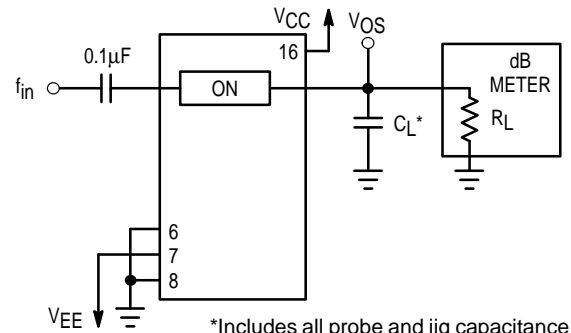 VCC
VOS
16
0.1μF
dB
METER
fin
ON
CL*
RL
6
7
8
VEE
*Includes all probe and jig capacitance